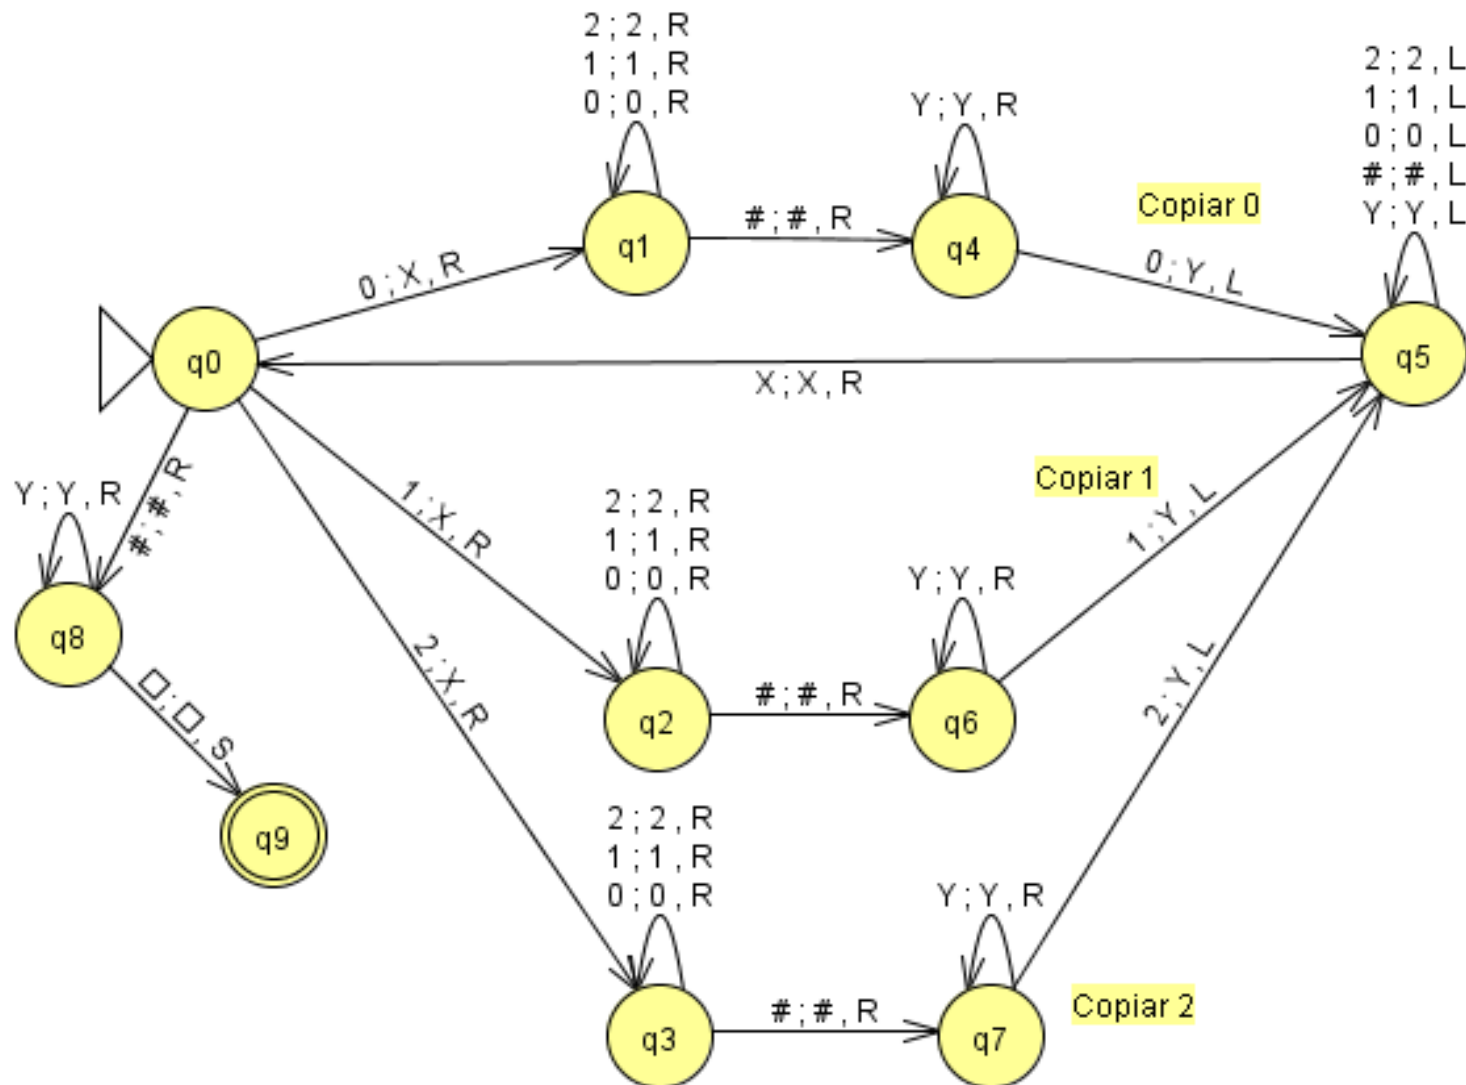 2 ; 2 , R
1 ; 1 , R
0 ; 0 , R
2 ; 2 , L
1 ; 1 , L
0 ; 0 , L
# ; # , L
Y ; Y , L
Y ; Y , R
Copiar 0
q1
# ; # , R
q4
0 ; X , R
0 ; Y , L
q0
q5
X ; X , R
Y ; Y , R
# ; # , R
1 ; X , R
2 ; 2 , R
1 ; 1 , R
0 ; 0 , R
Y ; Y , R
Copiar 1
1 ; Y , L
q8
2 ; X , R
q2
# ; # , R
q6
2 ; Y , L
□ ; □ , S
q9
2 ; 2 , R
1 ; 1 , R
0 ; 0 , R
Y ; Y , R
q3
# ; # , R
q7
Copiar 2